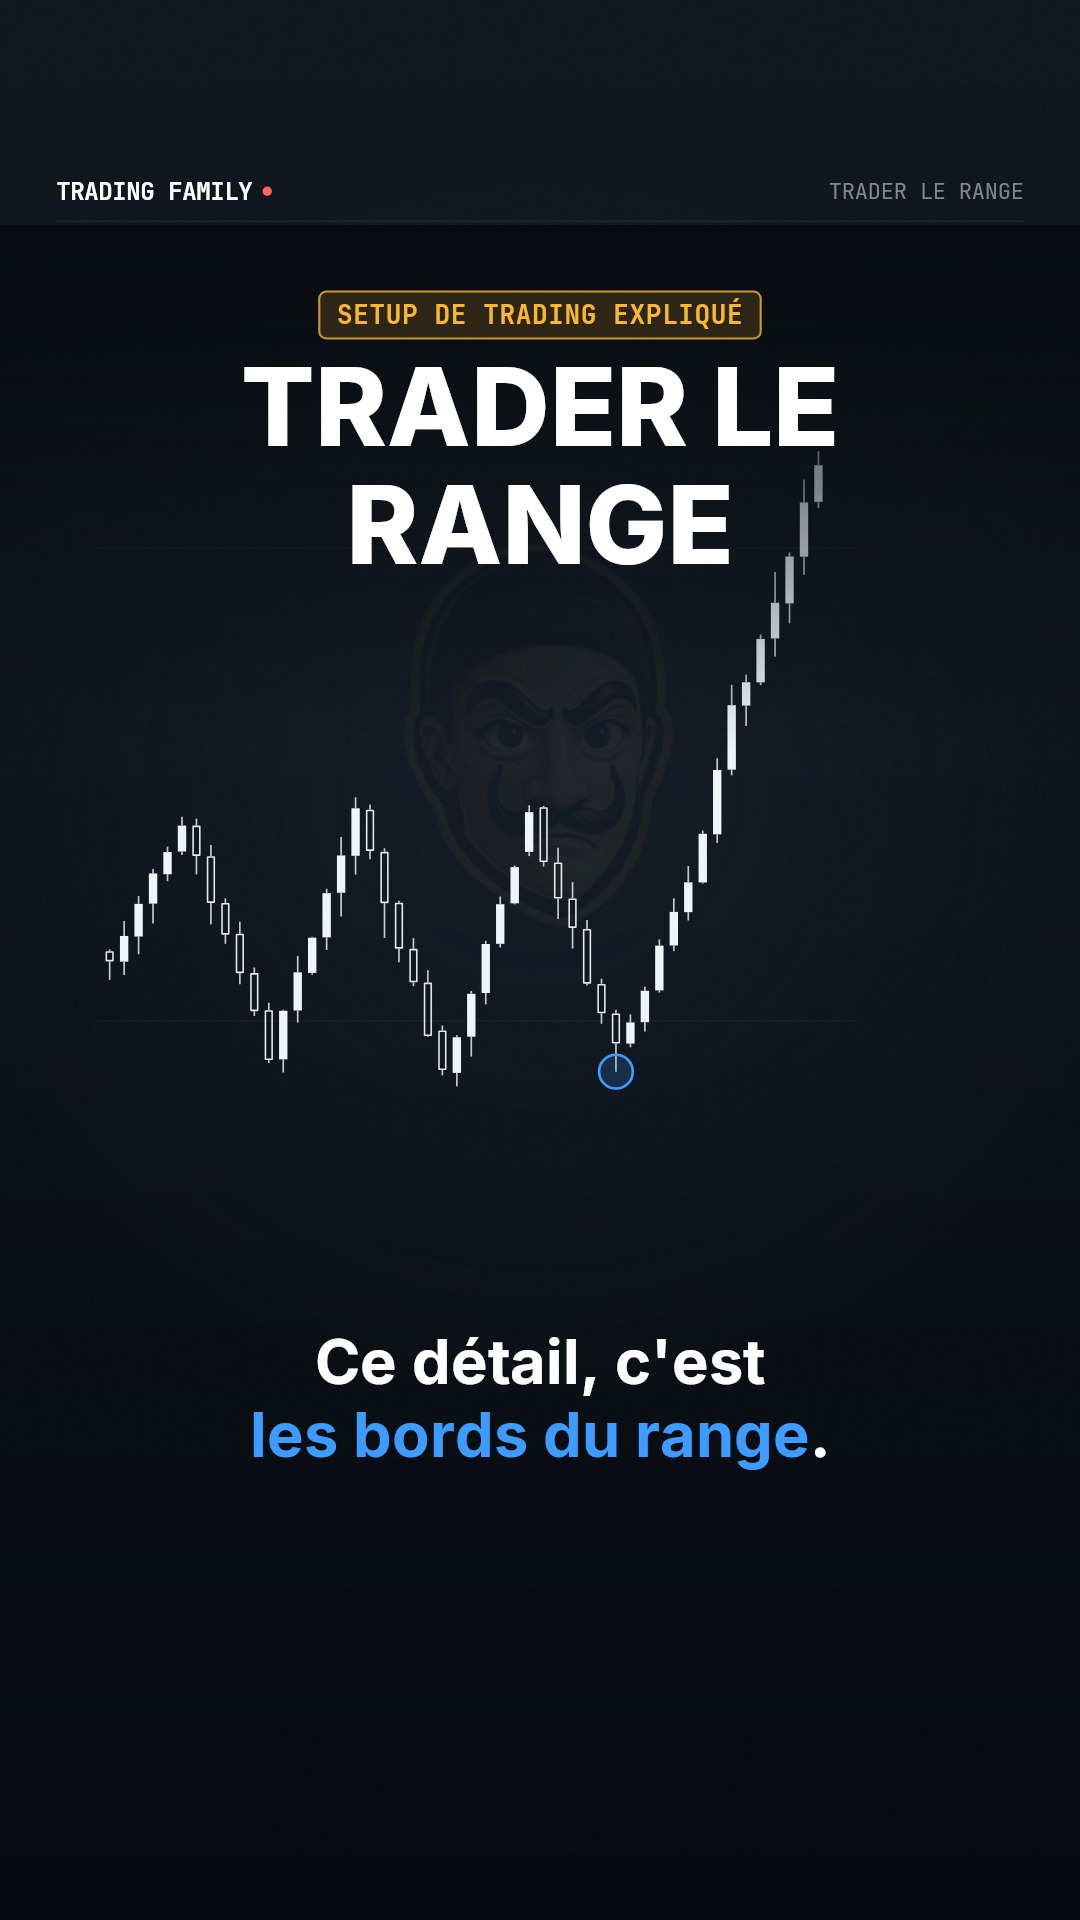 TRADING FAMILY
TRADER LE RANGE
SETUP DE TRADING EXPLIQUÉ
TRADER LE
RANGE
Ce détail, c'est
les bords du range.